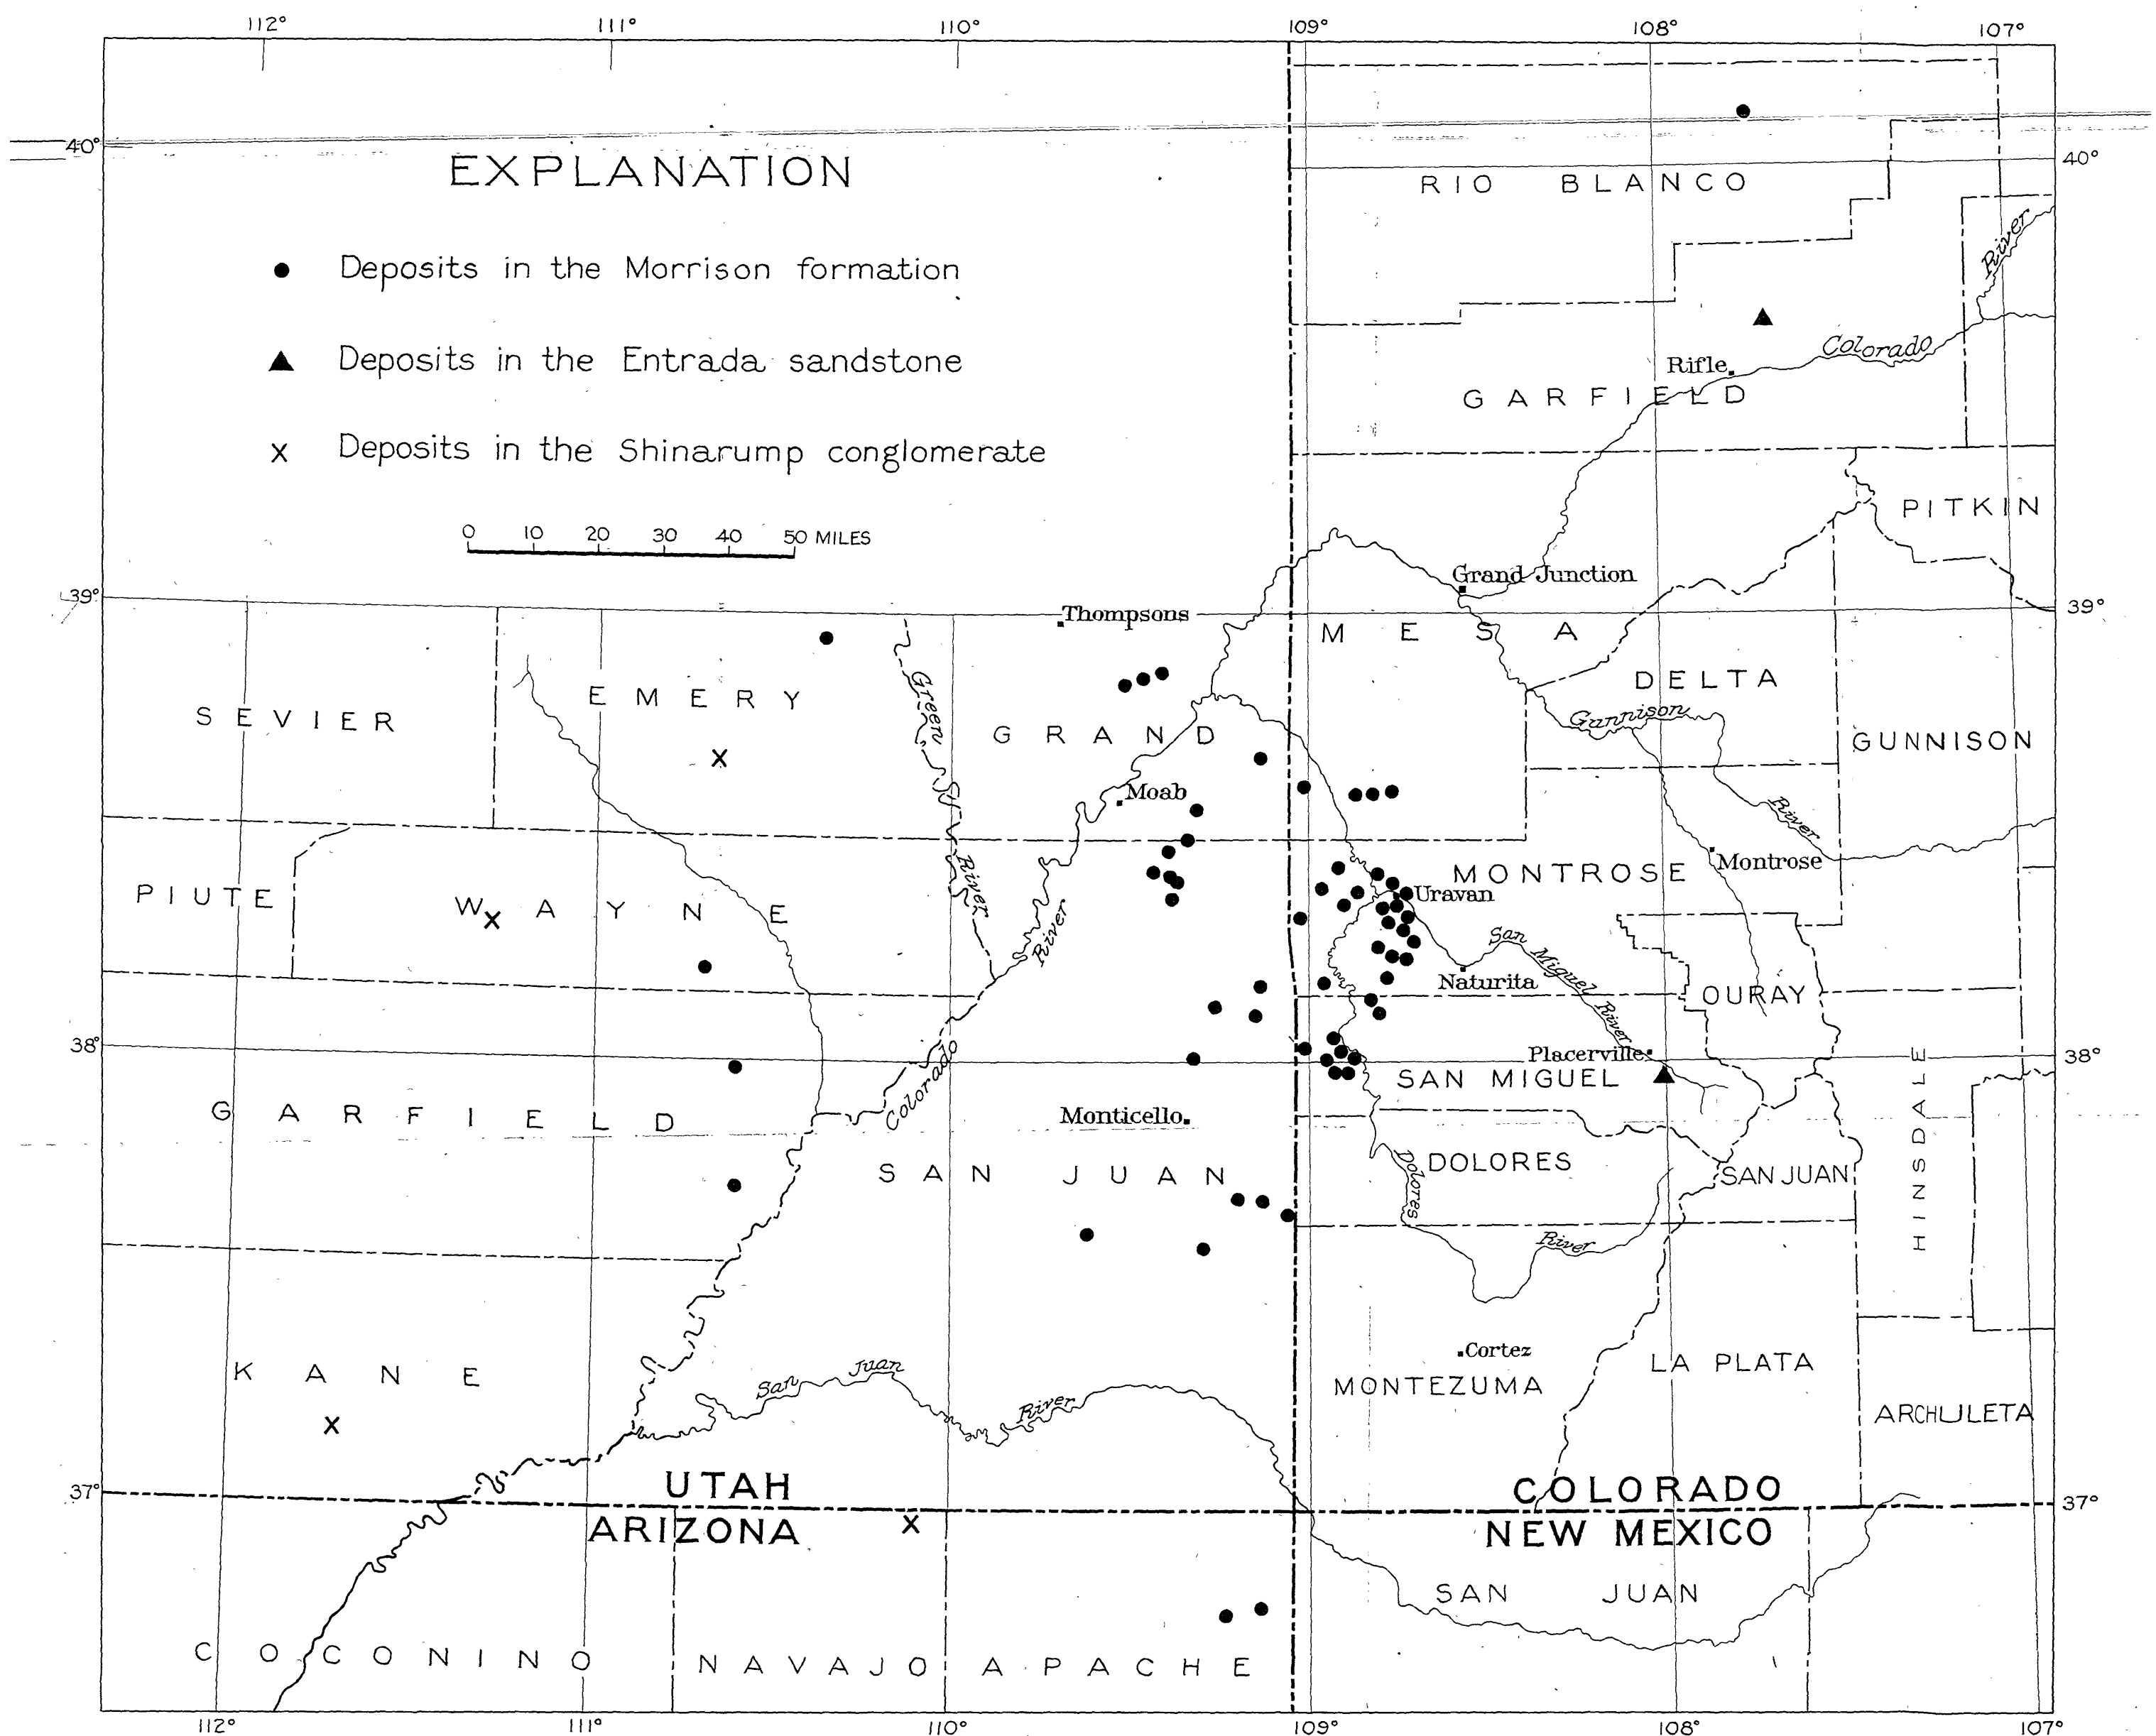 112° 111° 110° 109° 108° 107°
40° 40°
EXPLANATION
● Deposits in the Morrison formation
▲ Deposits in the Entrada sandstone
x Deposits in the Shinarump conglomerate
0 10 20 30 40 50 MILES
RIO BLANCO
River
Colorado
Rifle
GARFIELD
PITKIN
Grand Junction
39° 39°
Thompsons
MESA
DELTA
EMERY
Green
SEVIER
GRAND
Gunnison
GUNNISON
Moab
River
Montrose
MONTROSE
PIUTE
WAYNE
River
Uravan
River
San Miguel River
Naturita
OURAY
38° 38°
Placerville
Colorado
SAN MIGUEL
GARFIELD
Monticello
HINSDALE
SAN JUAN
Dolores
DOLORES
SAN JUAN
River
Cortez
LA PLATA
KANE
San Juan River
MONTEZUMA
ARCHULETA
37° 37°
UTAH
COLORADO
ARIZONA
NEW MEXICO
SAN JUAN
COCONINO NAVAJO APACHE
112° 111° 110° 109° 108° 107°